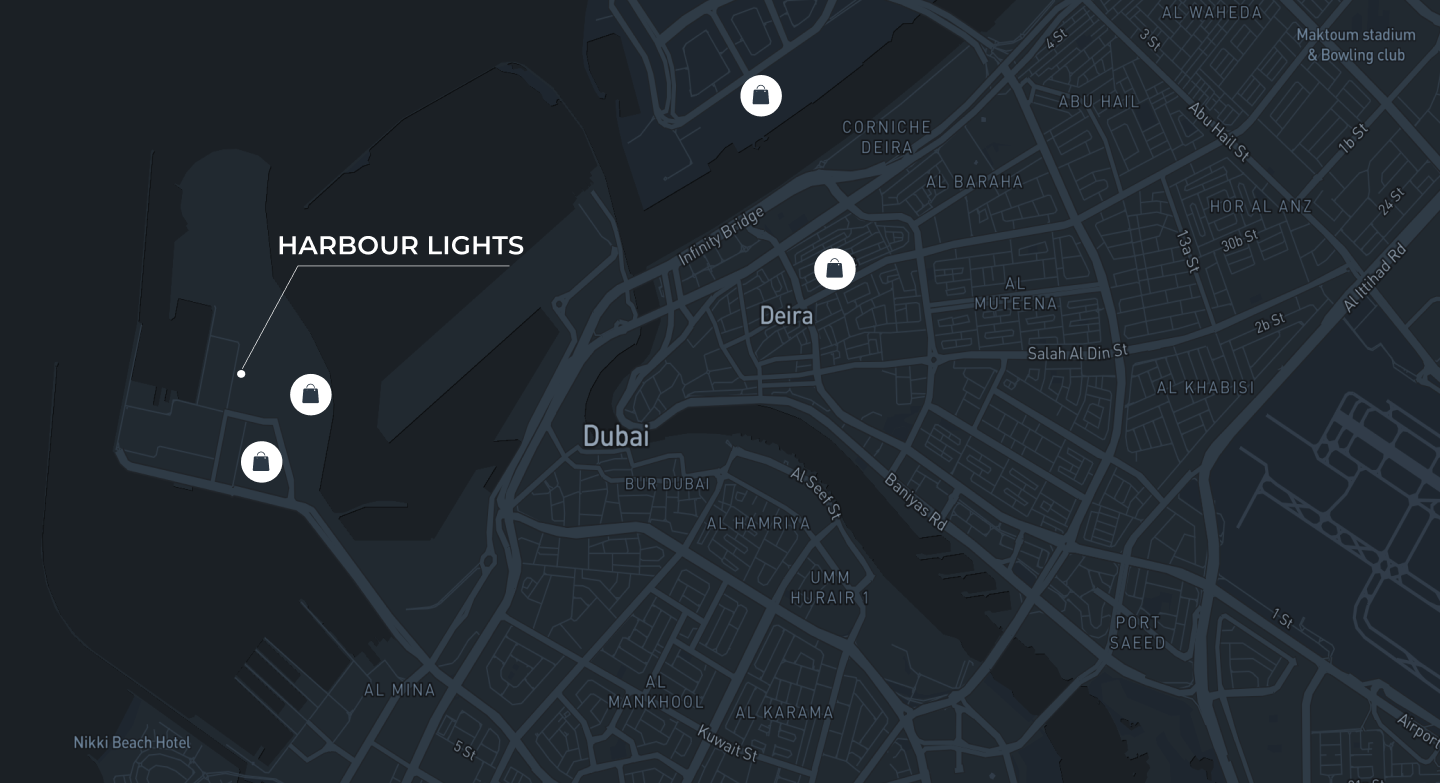 AL WAHEDA
Maktoum stadium
& Bowling club
4 St
3 St
ABU HAIL
Abu Hail St
1b St
CORNICHE
DEIRA
AL BARAHA
HOR AL ANZ
24 St
Infinity Bridge
HARBOUR LIGHTS
13a St
30b St
Al Ittihad Rd
AL
MUTEENA
Deira
2b St
Salah Al Din St
AL KHABISI
Dubai
BUR DUBAI
Al Seef St
Baniyas Rd
AL HAMRIYA
UMM
HURAIR 1
1 St
PORT
SAEED
AL MINA
AL
MANKHOOL
AL KARAMA
Kuwait St
5 St
Nikki Beach Hotel
Airport